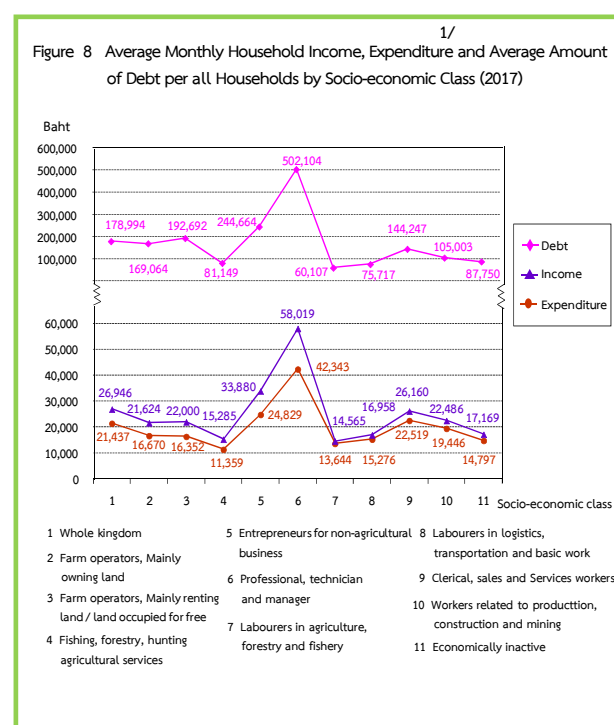 1/
Figure 8 Average Monthly Household Income, Expenditure and Average Amount
of Debt per all Households by Socio-economic Class (2017)
Baht
600,000
500,000
400,000
300,000
200,000
100,000
60,000
50,000
40,000
30,000
20,000
10,000
0
178,994
169,064
192,692
81,149
244,664
502,104
60,107
75,717
144,247
105,003
87,750
26,946
21,624
22,000
15,285
33,880
58,019
14,565
16,958
26,160
22,486
17,169
21,437
16,670
16,352
11,359
24,829
42,343
13,644
15,276
22,519
19,446
14,797
Debt
Income
Expenditure
1 2 3 4 5 6 7 8 9 10 11 Socio-economic class
1 Whole kingdom
2 Farm operators, Mainly
owning land
3 Farm operators, Mainly renting
land / land occupied for free
4 Fishing, forestry, hunting
agricultural services
5 Entrepreneurs for non-agricultural
business
6 Professional, technician
and manager
7 Labourers in agriculture,
forestry and fishery
8 Labourers in logistics,
transportation and basic work
9 Clerical, sales and Services workers
10 Workers related to producttion,
construction and mining
11 Economically inactive